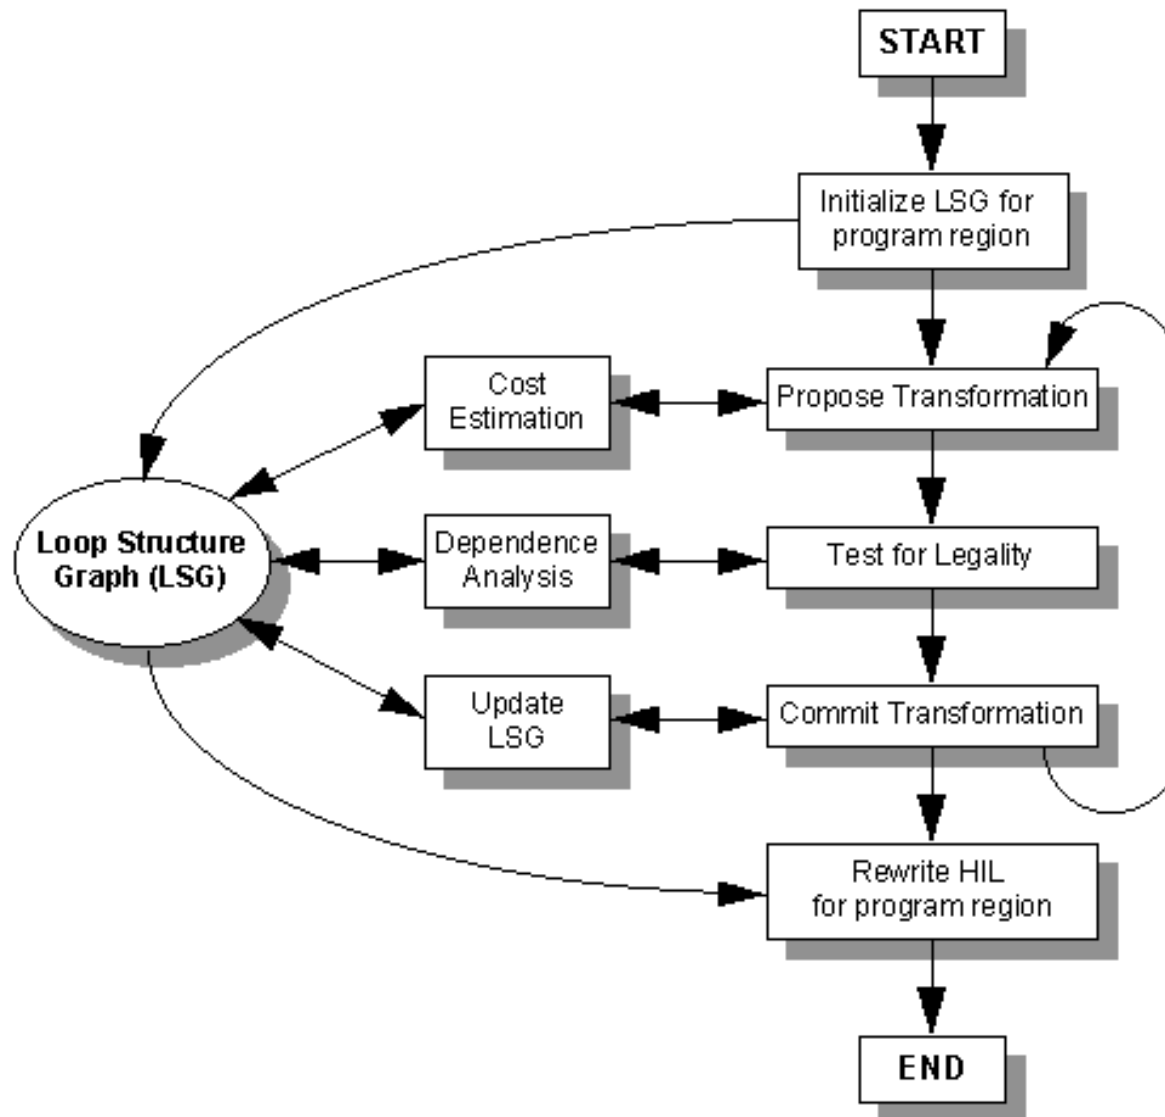 START
Initialize LSG for
program region
Cost
Estimation
Propose Transformation
Loop Structure
Graph (LSG)
Dependence
Analysis
Test for Legality
Update
LSG
Commit Transformation
Rewrite HIL
for program region
END